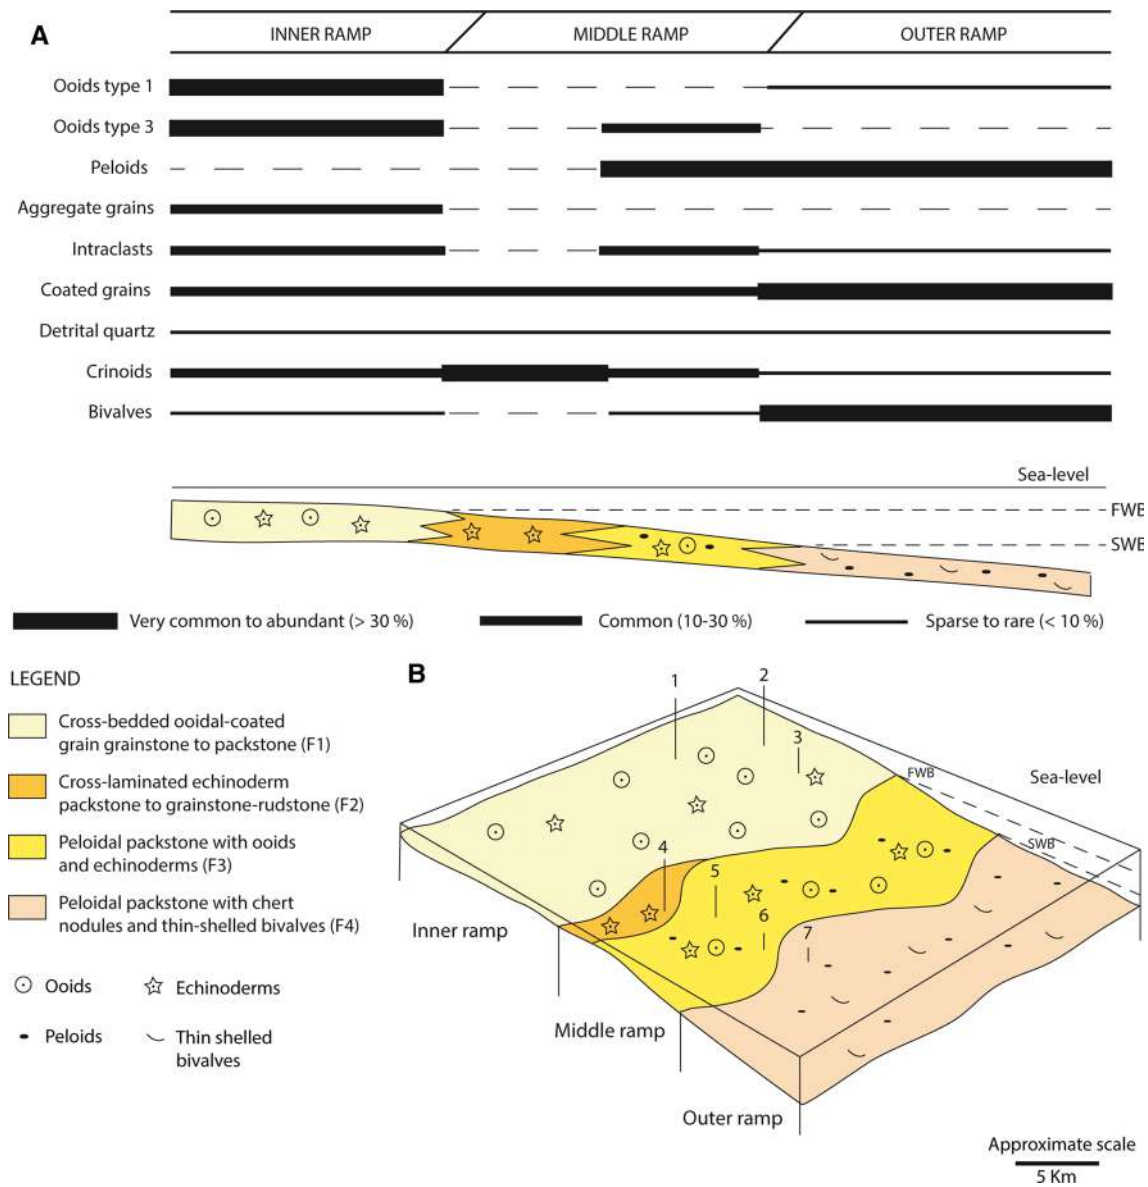 A
INNER RAMP
MIDDLE RAMP
OUTER RAMP
Ooids type 1
Ooids type 3
Peloids
Aggregate grains
Intraclasts
Coated grains
Detrital quartz
Crinoids
Bivalves
Sea-level
FWB
SWB
Very common to abundant (> 30 %)
Common (10-30 %)
Sparse to rare (< 10 %)
LEGEND
Cross-bedded ooidal-coated
grain grainstone to packstone (F1)
Cross-laminated echinoderm
packstone to grainstone-rudstone (F2)
Peloidal packstone with ooids
and echinoderms (F3)
Peloidal packstone with chert
nodules and thin-shelled bivalves (F4)
Ooids
Echinoderms
Peloids
Thin shelled
bivalves
B
1
2
3
FWB
Sea-level
SWB
4
5
6
7
Inner ramp
Middle ramp
Outer ramp
Approximate scale
5 Km